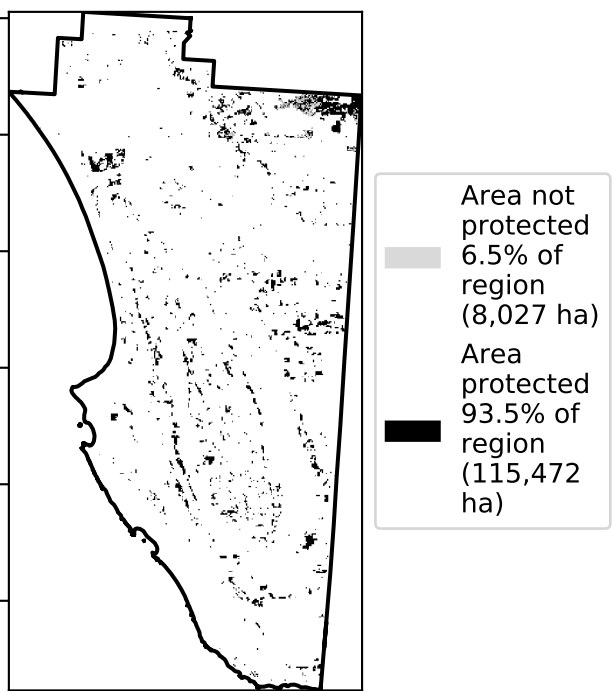 Area not
protected
6.5% of
region
(8,027 ha)
Area
protected
93.5% of
region
(115,472
ha)